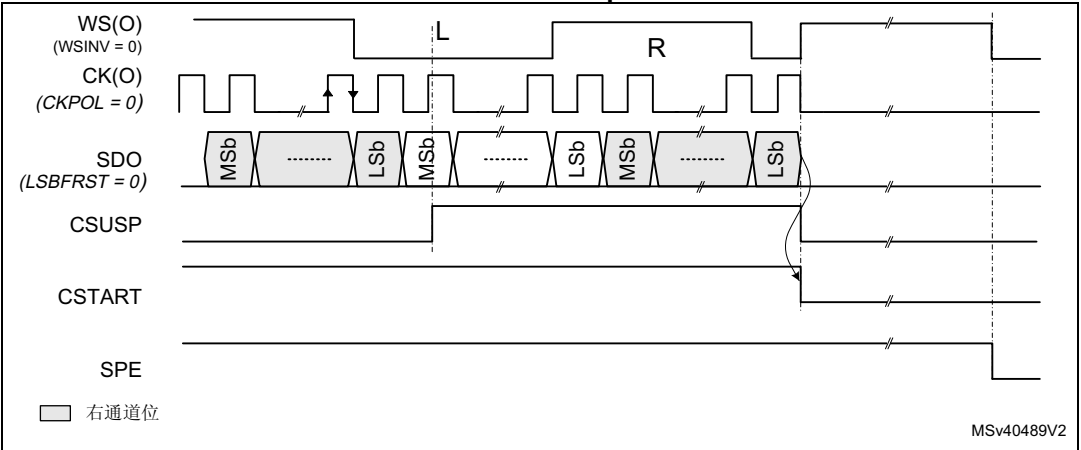 WS(O)
(WSINV = 0)
L
R
CK(O)
(CKPOL = 0)
SDO
(LSBFRST = 0)
MSb
--------
LSb
MSb
--------
LSb
MSb
--------
LSb
CSUSP
CSTART
SPE
右通道位
MSv40489V2